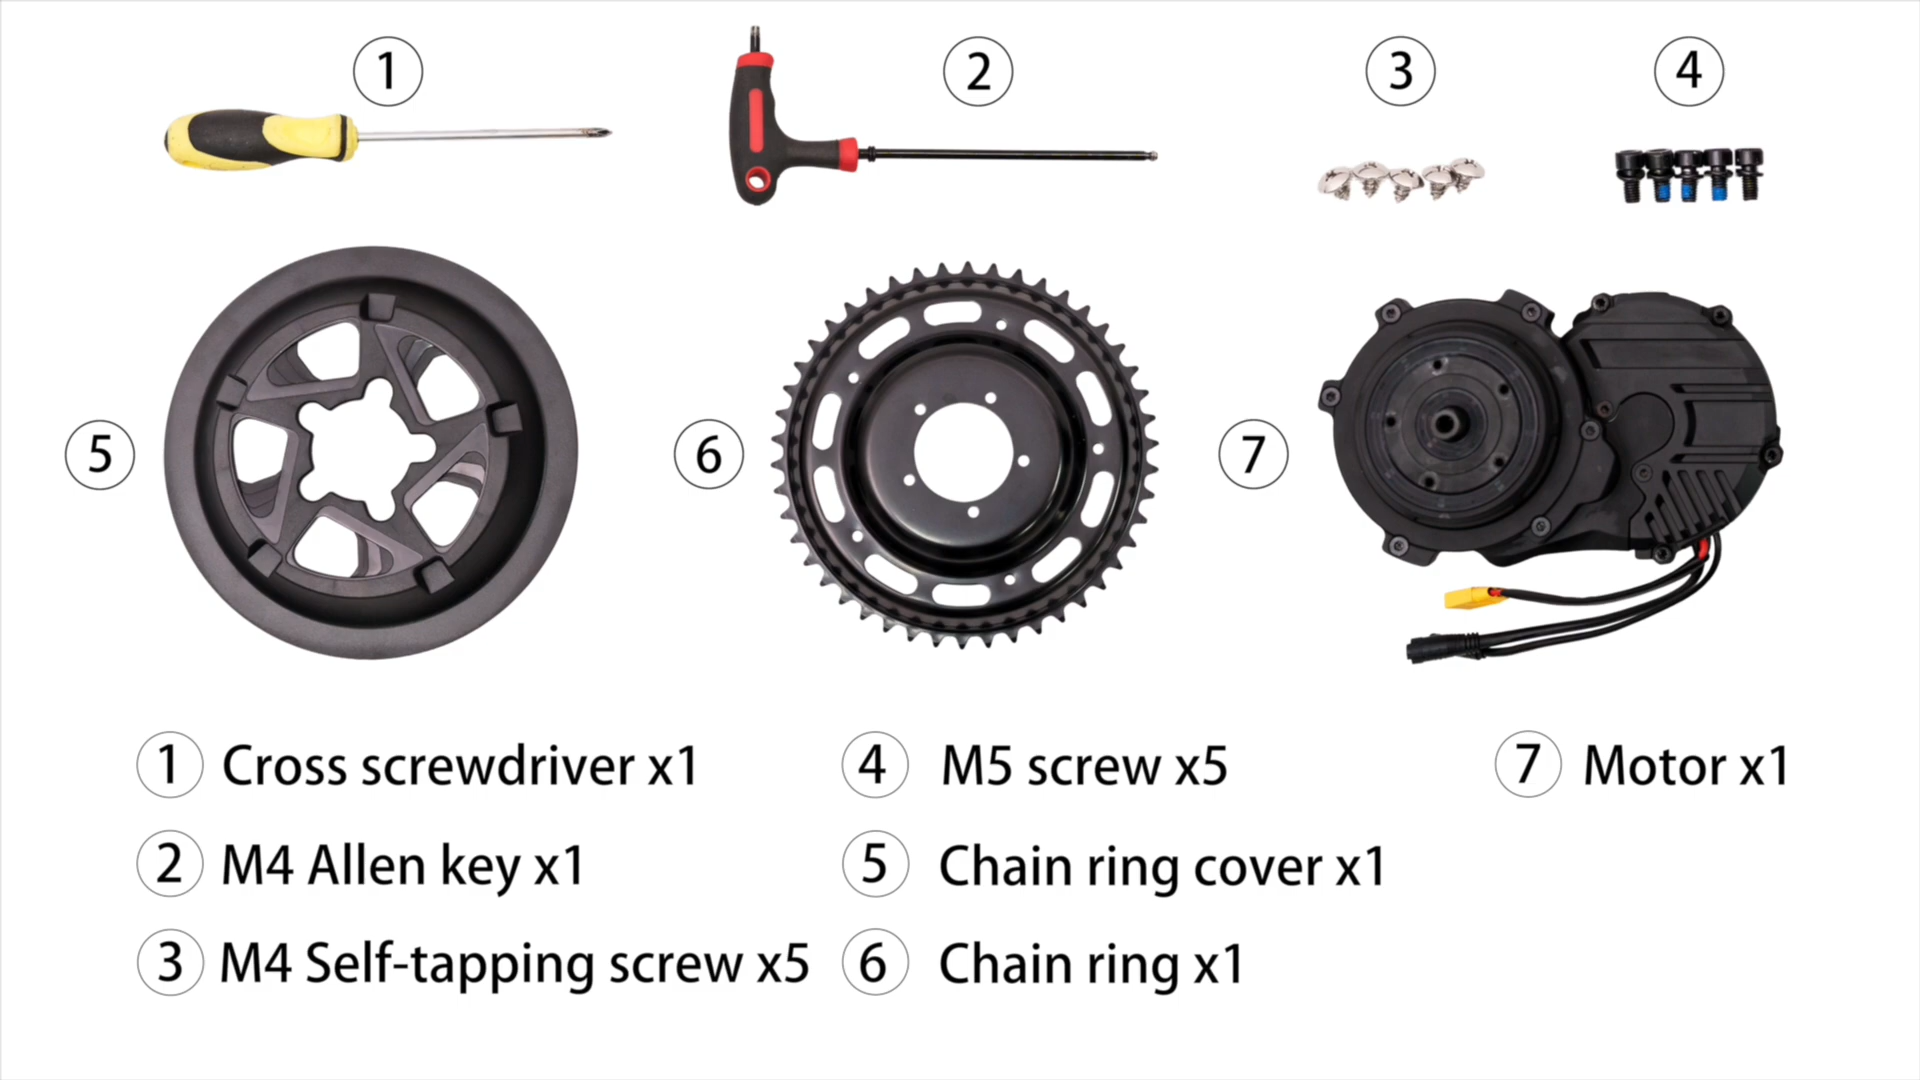 1
2
3
4
5
6
7
1 Cross screwdriver x1
2 M4 Allen key x1
3 M4 Self-tapping screw x5
4 M5 screw x5
5 Chain ring cover x1
6 Chain ring x1
7 Motor x1